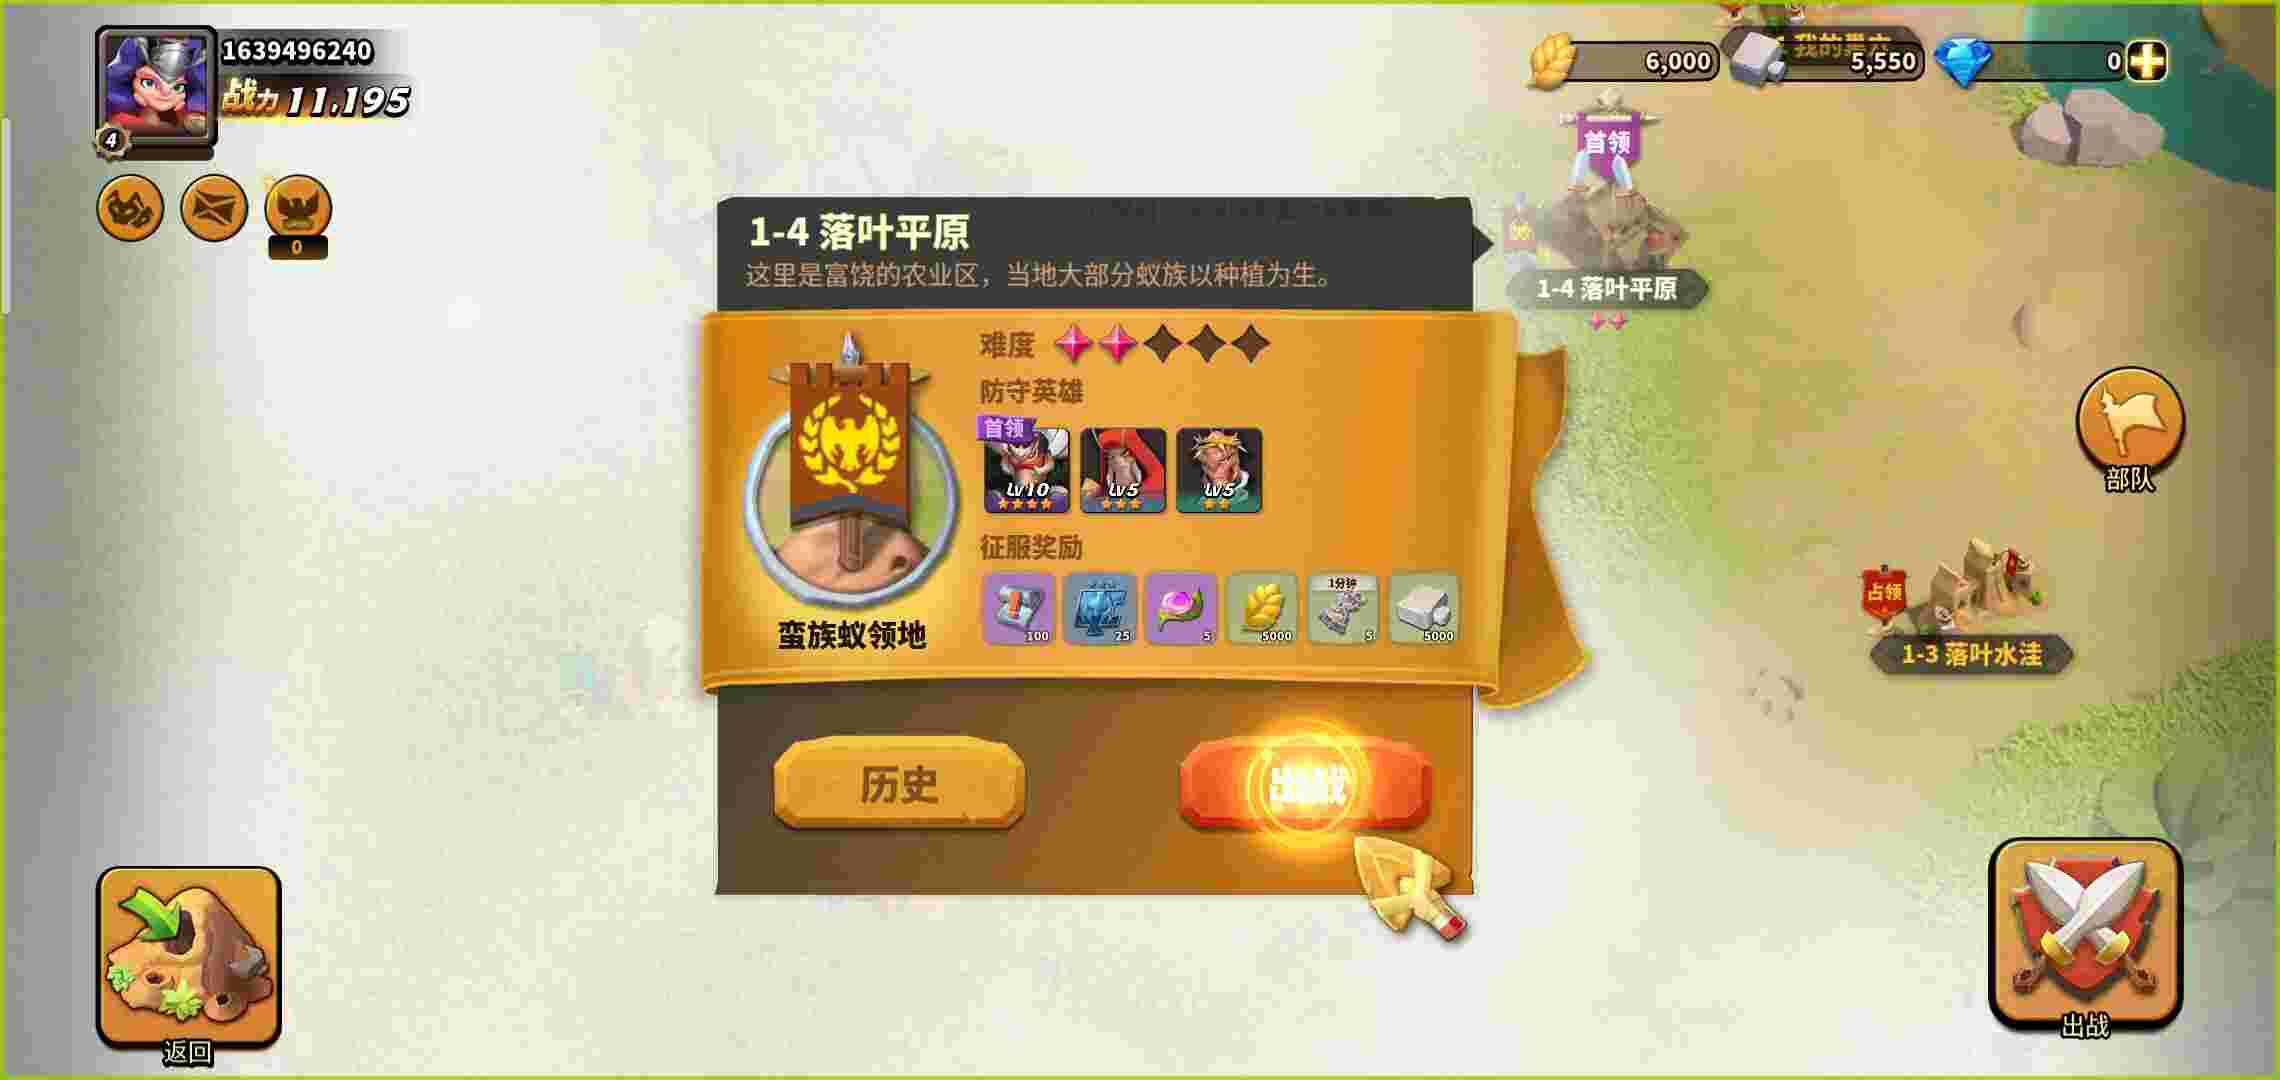 1639496240
战力 11.195
4
0
6,000
5,550
0
首领
1-4 落叶平原
1-4 落叶平原
这里是富饶的农业区，当地大部分蚁族以种植为生。
难度
防守英雄
首领
lv10
lv5
lv5
征服奖励
100
25
5
5000
1分钟
5
5000
蛮族蚁领地
历史
出战
部队
占领
1-3 落叶水洼
返回
出战